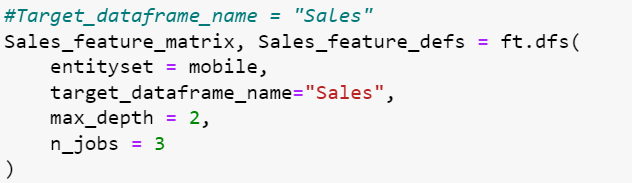 #Target_dataframe_name = "Sales"
Sales_feature_matrix, Sales_feature_defs = ft.dfs(
    entityset = mobile,
    target_dataframe_name="Sales",
    max_depth = 2,
    n_jobs = 3
)